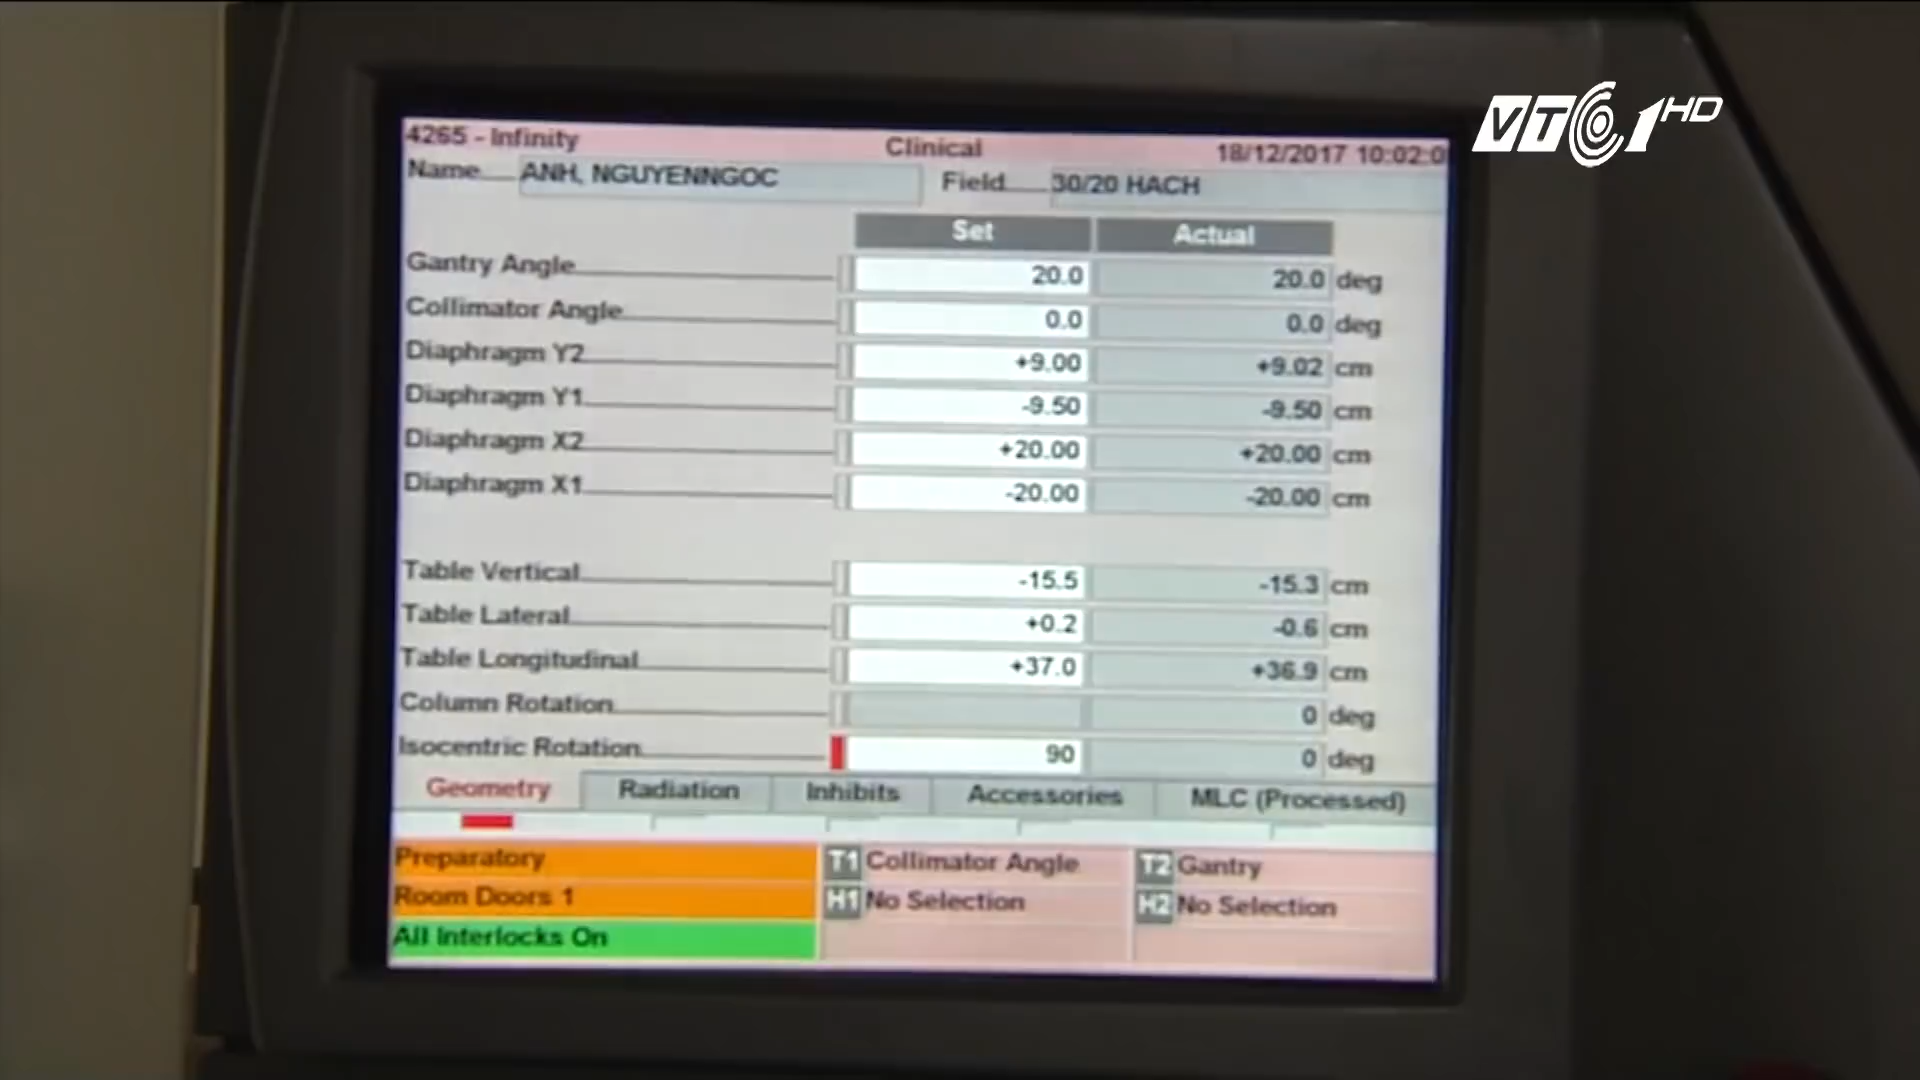 VTC1 HD
4265 - Infinity Clinical 18/12/2017 10:02:0
Name ANH, NGUYENNGOC Field 30/20 HACH
Set Actual
Gantry Angle 20.0 20.0 deg
Collimator Angle 0.0 0.0 deg
Diaphragm Y2 +9.00 +9.02 cm
Diaphragm Y1 -9.50 -9.50 cm
Diaphragm X2 +20.00 +20.00 cm
Diaphragm X1 -20.00 -20.00 cm
Table Vertical -15.5 -15.3 cm
Table Lateral +0.2 -0.6 cm
Table Longitudinal +37.0 +36.9 cm
Column Rotation 0 deg
Isocentric Rotation 90 0 deg
Geometry Radiation Inhibits Accessories MLC (Processed)
Preparatory T1 Collimator Angle T2 Gantry
Room Doors 1 H1 No Selection H2 No Selection
All Interlocks On